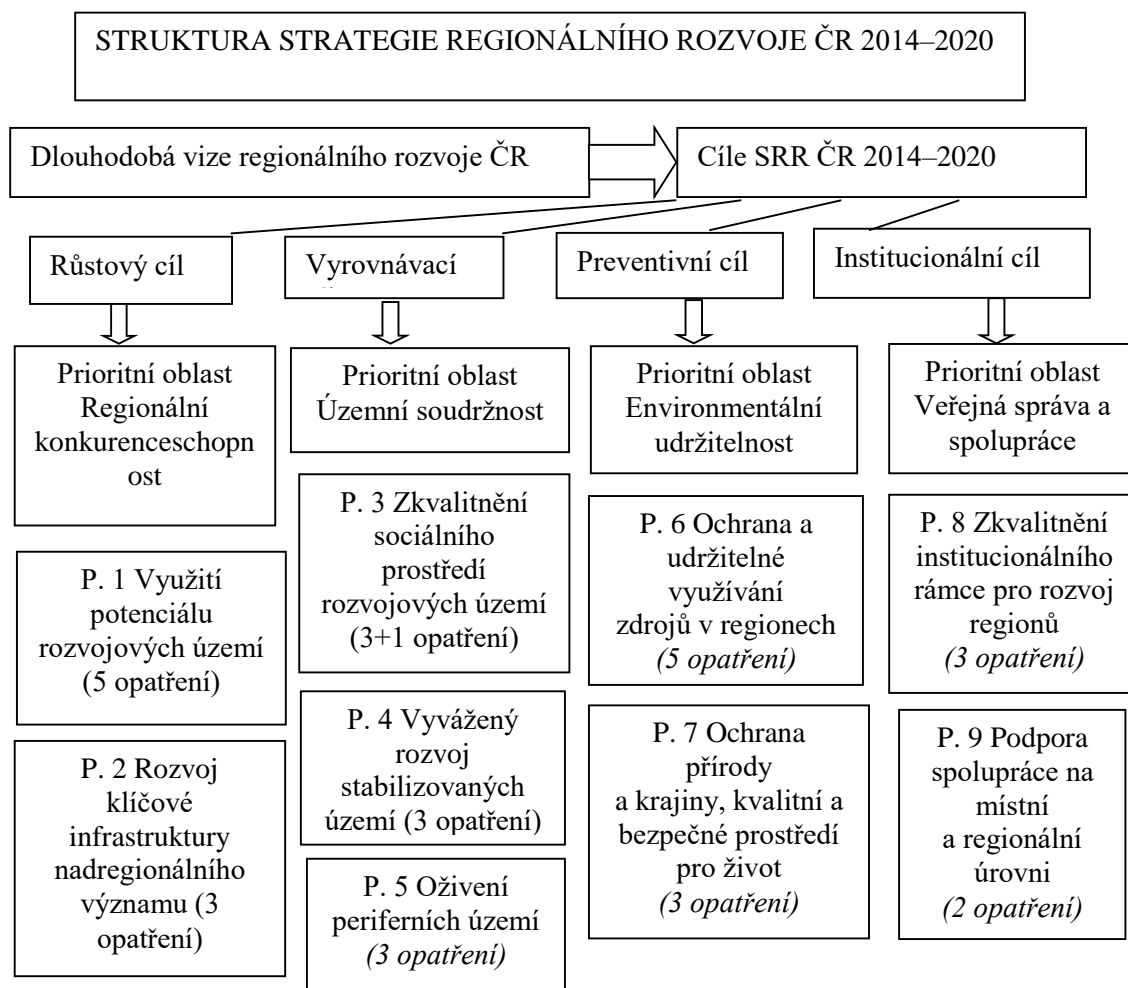 STRUKTURA STRATEGIE REGIONÁLNÍHO ROZVOJE ČR 2014–2020
Dlouhodobá vize regionálního rozvoje ČR
Cíle SRR ČR 2014–2020
Růstový cíl
Vyrovnávací
Preventivní cíl
Institucionální cíl
Prioritní oblast
Regionální
konkurenceschopn
ost
Prioritní oblast
Územní soudržnost
Prioritní oblast
Environmentální
udržitelnost
Prioritní oblast
Veřejná správa a
spolupráce
P. 1 Využití
potenciálu
rozvojových území
(5 opatření)
P. 2 Rozvoj
klíčové
infrastruktury
nadregionálního
významu (3
opatření)
P. 3 Zkvalitnění
sociálního
prostředí
rozvojových území
(3+1 opatření)
P. 4 Vyvážený
rozvoj
stabilizovaných
území (3 opatření)
P. 5 Oživení
periferních území
(3 opatření)
P. 6 Ochrana a
udržitelné
využívání
zdrojů v regionech
(5 opatření)
P. 7 Ochrana
přírody
a krajiny, kvalitní a
bezpečné prostředí
pro život
(3 opatření)
P. 8 Zkvalitnění
institucionálního
rámce pro rozvoj
regionů
(3 opatření)
P. 9 Podpora
spolupráce na
místní
a regionální
úrovni
(2 opatření)